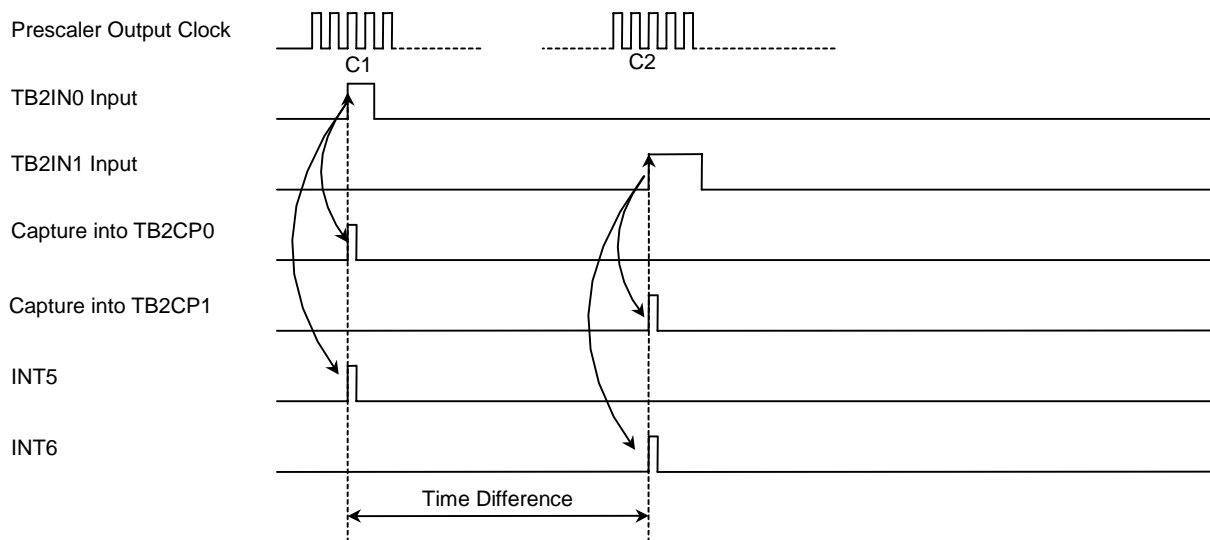 Prescaler Output Clock
C1
C2
TB2IN0 Input
TB2IN1 Input
Capture into TB2CP0
Capture into TB2CP1
INT5
INT6
Time Difference